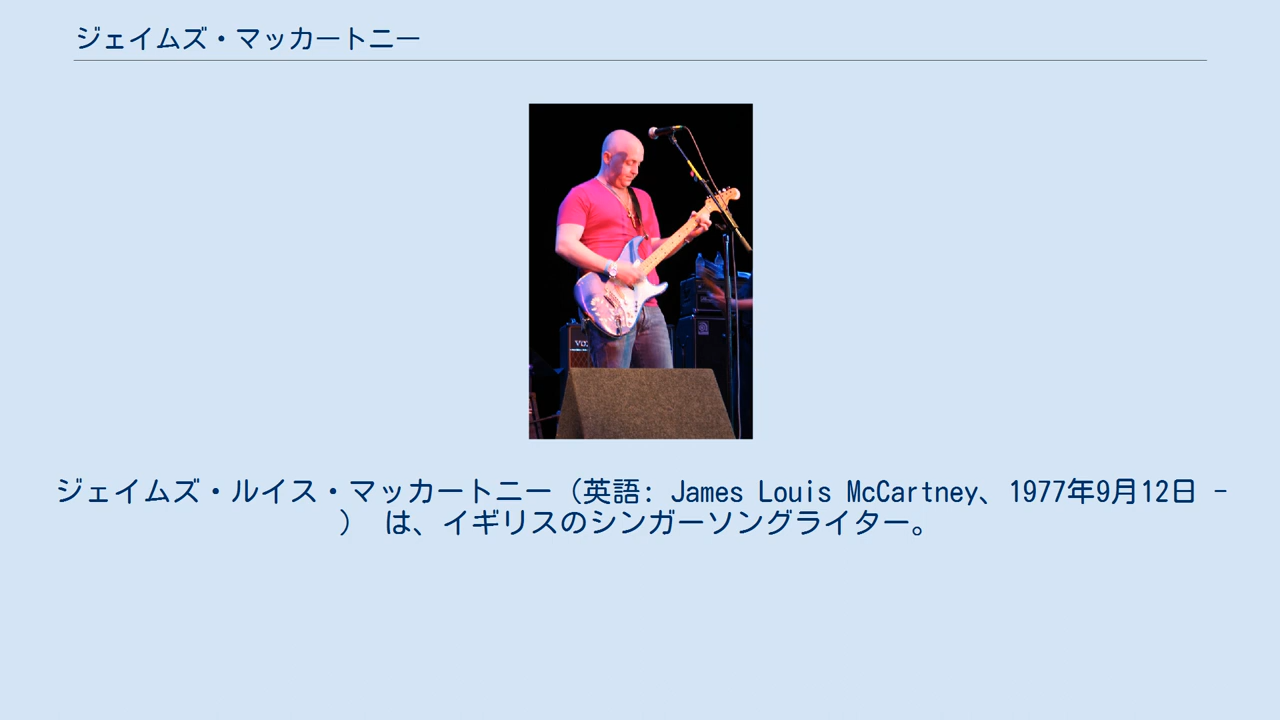 ジェイムズ・マッカートニー
VOX
ジェイムズ・ルイス・マッカートニー（英語: James Louis McCartney、1977年9月12日 -
） は、イギリスのシンガーソングライター。